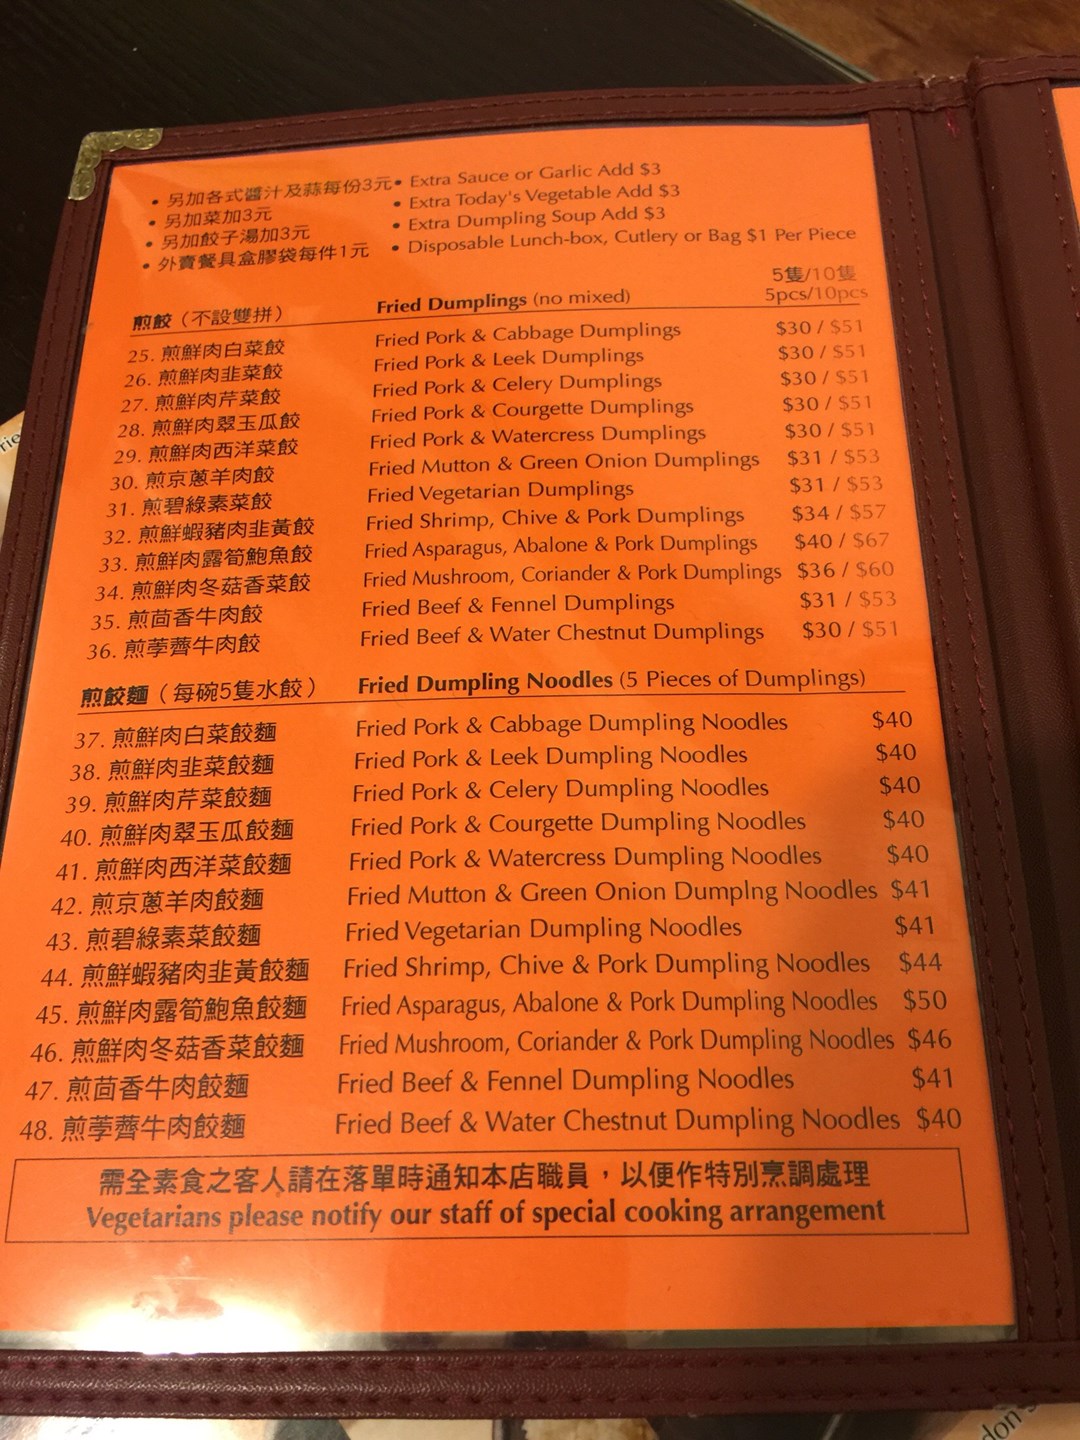 • 另加各式醬汁及蒜每份3元 • Extra Sauce or Garlic Add $3
• 另加菜加3元 • Extra Today's Vegetable Add $3
• 另加餃子湯加3元 • Extra Dumpling Soup Add $3
• 外賣餐具盒膠袋每件1元 • Disposable Lunch-box, Cutlery or Bag $1 Per Piece
5隻/10隻
煎餃（不設雙拼） Fried Dumplings (no mixed) 5pcs/10pcs
25. 煎鮮肉白菜餃 Fried Pork & Cabbage Dumplings $30 / $51
26. 煎鮮肉韭菜餃 Fried Pork & Leek Dumplings $30 / $51
27. 煎鮮肉芹菜餃 Fried Pork & Celery Dumplings $30 / $51
28. 煎鮮肉翠玉瓜餃 Fried Pork & Courgette Dumplings $30 / $51
29. 煎鮮肉西洋菜餃 Fried Pork & Watercress Dumplings $30 / $51
30. 煎京蔥羊肉餃 Fried Mutton & Green Onion Dumplings $31 / $53
31. 煎碧綠素菜餃 Fried Vegetarian Dumplings $31 / $53
32. 煎鮮蝦豬肉韭黃餃 Fried Shrimp, Chive & Pork Dumplings $34 / $57
33. 煎鮮肉露筍鮑魚餃 Fried Asparagus, Abalone & Pork Dumplings $40 / $67
34. 煎鮮肉冬菇香菜餃 Fried Mushroom, Coriander & Pork Dumplings $36 / $60
35. 煎茴香牛肉餃 Fried Beef & Fennel Dumplings $31 / $53
36. 煎荸薺牛肉餃 Fried Beef & Water Chestnut Dumplings $30 / $51
煎餃麵（每碗5隻水餃） Fried Dumpling Noodles (5 Pieces of Dumplings)
37. 煎鮮肉白菜餃麵 Fried Pork & Cabbage Dumpling Noodles $40
38. 煎鮮肉韭菜餃麵 Fried Pork & Leek Dumpling Noodles $40
39. 煎鮮肉芹菜餃麵 Fried Pork & Celery Dumpling Noodles $40
40. 煎鮮肉翠玉瓜餃麵 Fried Pork & Courgette Dumpling Noodles $40
41. 煎鮮肉西洋菜餃麵 Fried Pork & Watercress Dumpling Noodles $40
42. 煎京蔥羊肉餃麵 Fried Mutton & Green Onion Dumplng Noodles $41
43. 煎碧綠素菜餃麵 Fried Vegetarian Dumpling Noodles $41
44. 煎鮮蝦豬肉韭黃餃麵 Fried Shrimp, Chive & Pork Dumpling Noodles $44
45. 煎鮮肉露筍鮑魚餃麵 Fried Asparagus, Abalone & Pork Dumpling Noodles $50
46. 煎鮮肉冬菇香菜餃麵 Fried Mushroom, Coriander & Pork Dumpling Noodles $46
47. 煎茴香牛肉餃麵 Fried Beef & Fennel Dumpling Noodles $41
48. 煎荸薺牛肉餃麵 Fried Beef & Water Chestnut Dumpling Noodles $40
需全素食之客人請在落單時通知本店職員，以便作特別烹調處理
Vegetarians please notify our staff of special cooking arrangement